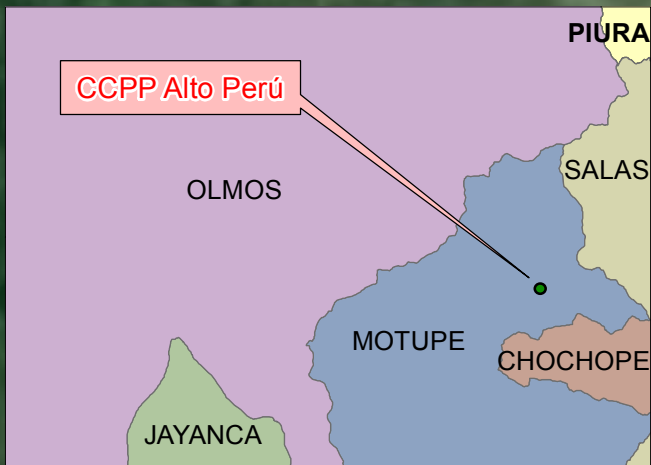 PIURA
CCPP Alto Perú
SALAS
OLMOS
MOTUPE
CHOCHOPE
JAYANCA